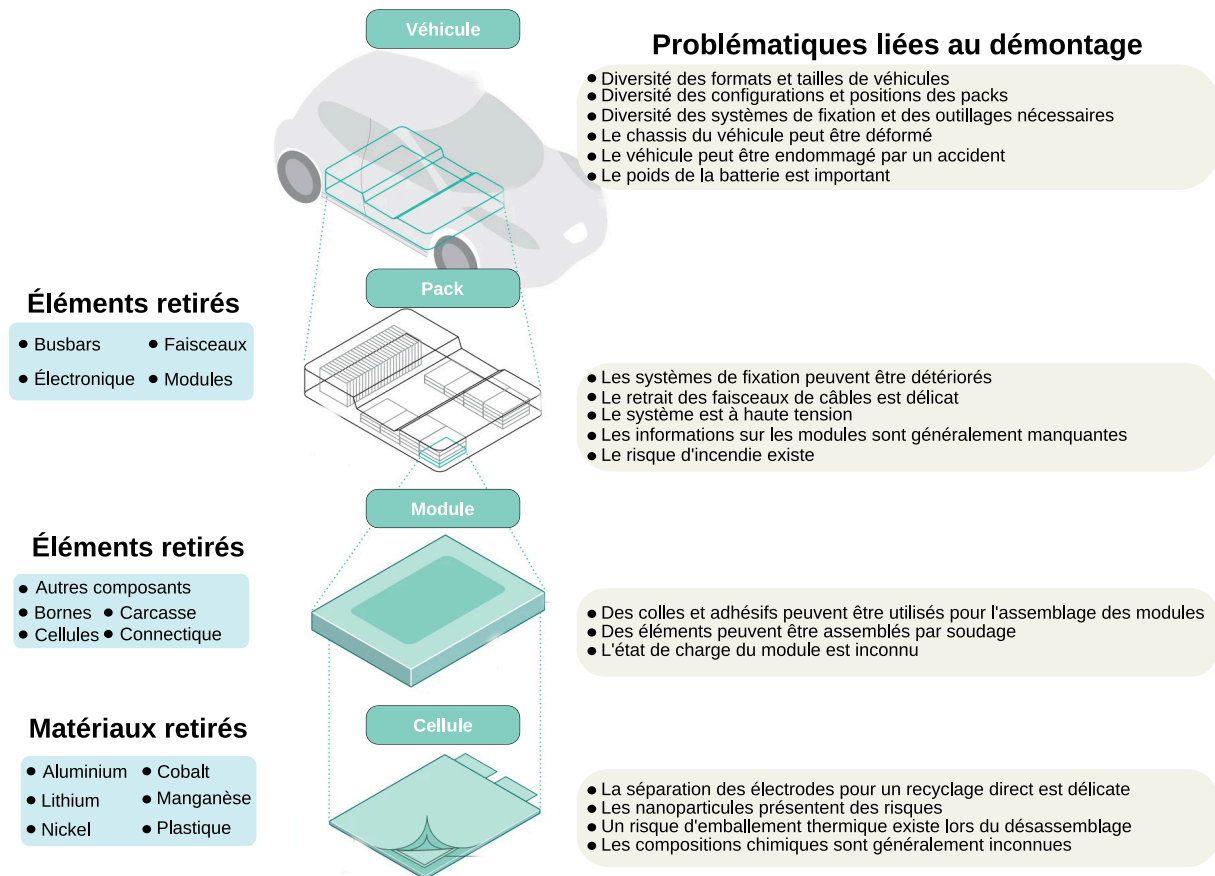 Véhicule
Problématiques liées au démontage
● Diversité des formats et tailles de véhicules
● Diversité des configurations et positions des packs
● Diversité des systèmes de fixation et des outillages nécessaires
● Le chassis du véhicule peut être déformé
● Le véhicule peut être endommagé par un accident
● Le poids de la batterie est important
Pack
Éléments retirés
● Busbars ● Faisceaux
● Électronique ● Modules
● Les systèmes de fixation peuvent être détériorés
● Le retrait des faisceaux de câbles est délicat
● Le système est à haute tension
● Les informations sur les modules sont généralement manquantes
● Le risque d'incendie existe
Module
Éléments retirés
● Autres composants
● Bornes ● Carcasse
● Cellules ● Connectique
● Des colles et adhésifs peuvent être utilisés pour l'assemblage des modules
● Des éléments peuvent être assemblés par soudage
● L'état de charge du module est inconnu
Cellule
Matériaux retirés
● Aluminium ● Cobalt
● Lithium ● Manganèse
● Nickel ● Plastique
● La séparation des électrodes pour un recyclage direct est délicate
● Les nanoparticules présentent des risques
● Un risque d'emballement thermique existe lors du désassemblage
● Les compositions chimiques sont généralement inconnues